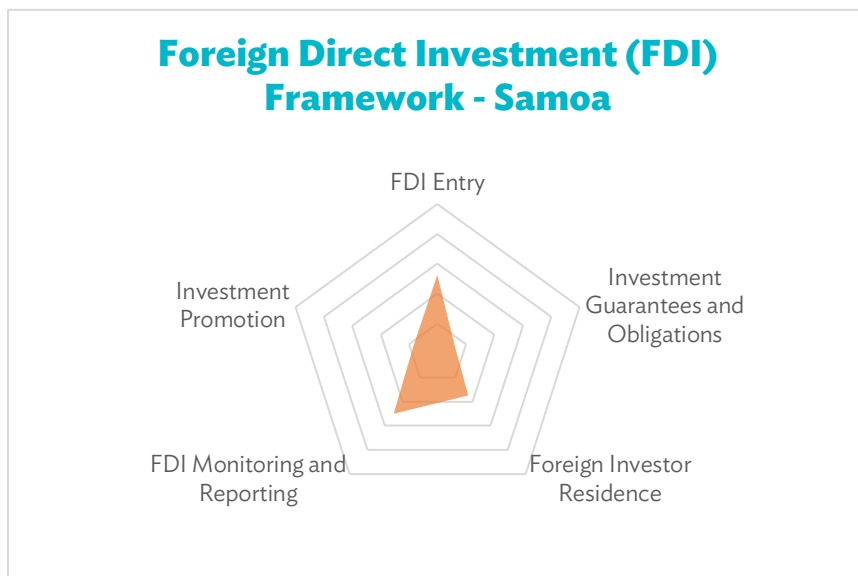 Foreign Direct Investment (FDI)
Framework - Samoa
FDI Entry
Investment
Guarantees and
Obligations
Foreign Investor
Residence
FDI Monitoring and
Reporting
Investment
Promotion